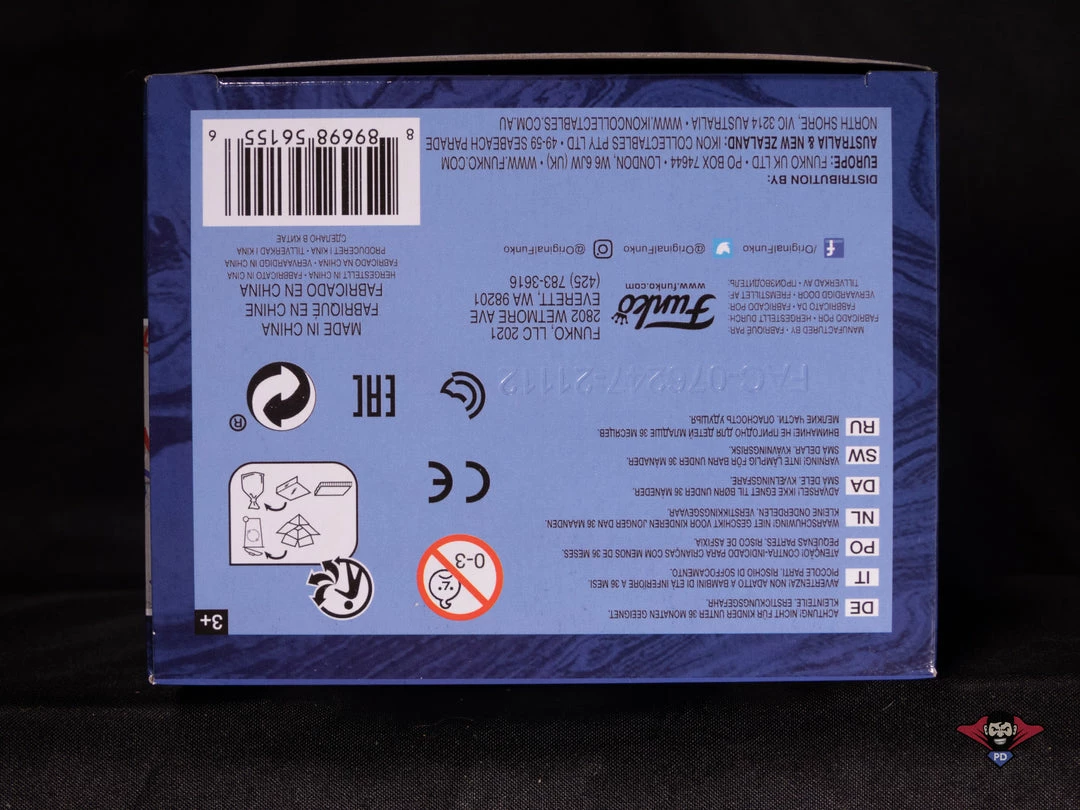 3+
DE ACHTUNG! NICHT FÜR KINDER UNTER 36 MONATEN GEEIGNET.
KLEINTEILE. ERSTICKUNGSGEFAHR.
IT AVVERTENZA! NON ADATTO A BAMBINI DI ETÀ INFERIORE A 36 MESI.
PICCOLE PARTI. RISCHIO DI SOFFOCAMENTO.
PO ATENÇÃO! CONTRA-INDICADO PARA CRIANÇAS COM MENOS DE 36 MESES.
PEQUENAS PARTES. RISCO DE ASFIXIA.
NL WAARSCHUWING! NIET GESCHIKT VOOR KINDEREN JONGER DAN 36 MAANDEN
KLEINE ONDERDELEN. VERSTIKKINGSGEVAAR.
DA ADVARSEL! IKKE EGNET TIL BØRN UNDER 36 MÅNEDER.
SMÅ DELE. KVÆLNINGSFARE.
SW VARNING! INTE LÄMPLIG FÖR BARN UNDER 36 MÅNADER.
SMÅ DELAR. KVÄVNINGSRISK.
RU ВНИМАНИЕ! НЕ ПРИГОДНО ДЛЯ ДЕТЕЙ МЛАДШЕ 36 МЕСЯЦЕВ.
МЕЛКИЕ ЧАСТИ. ОПАСНОСТЬ УДУШЬЯ.
0-3
CE
EAC
®
FAC-076247-21112
MANUFACTURED BY • FABRIQUÉ PAR:
FABRICADO POR • HERGESTELLT DURCH:
FABRICATO DA • FABRICADO POR:
VERVAARDIGD DOOR • FREMSTILLET AF:
TILLVERKAD AV • ПРОИЗВОДИТЕЛЬ:
Funko
www.funko.com
FUNKO, LLC 2021
2802 WETMORE AVE
EVERETT, WA 98201
(425) 783-3616
MADE IN CHINA
FABRIQUÉ EN CHINE
FABRICADO EN CHINA
HERGESTELLT IN CHINA • FABBRICATO IN CINA
FABRICADO NA CHINA • VERVAARDIGD IN CHINA
PRODUCERET I KINA • TILLVERKAD I KINA
СДЕЛАНО В КИТАЕ
/OriginalFunko @OriginalFunko @OriginalFunko
DISTRIBUTION BY:
EUROPE: FUNKO UK LTD • PO BOX 74644 • LONDON, W6 6JW (UK) • WWW.FUNKO.COM
AUSTRALIA & NEW ZEALAND: IKON COLLECTABLES PTY LTD • 49-59 SEABEACH PARADE
NORTH SHORE, VIC 3214 AUSTRALIA • WWW.IKONCOLLECTABLES.COM.AU
8 89698 56155 6
PD